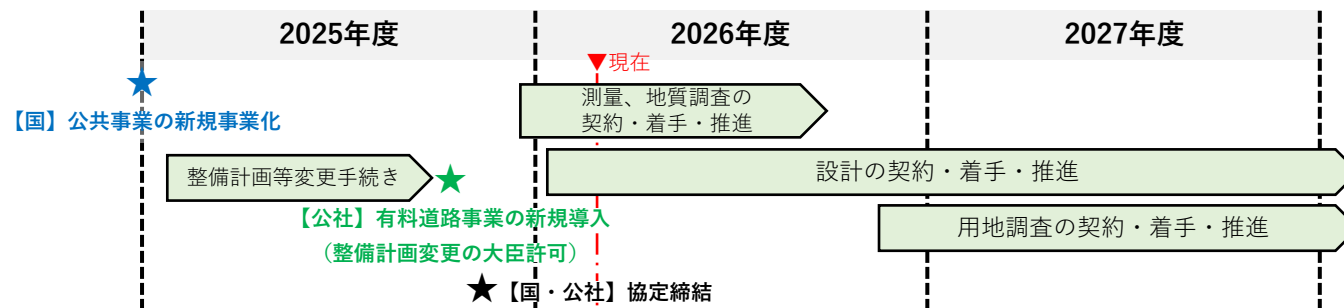 2025年度
2026年度
2027年度
▼現在
★
【国】公共事業の新規事業化
測量、地質調査の
契約・着手・推進
整備計画等変更手続き
★
設計の契約・着手・推進
【公社】有料道路事業の新規導入
（整備計画変更の大臣許可）
用地調査の契約・着手・推進
★【国・公社】協定締結